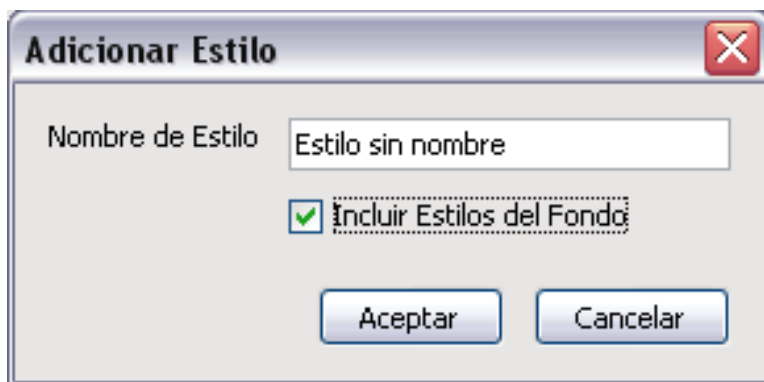 Adicionar Estilo
Nombre de Estilo Estilo sin nombre
Incluir Estilos del Fondo
Aceptar Cancelar